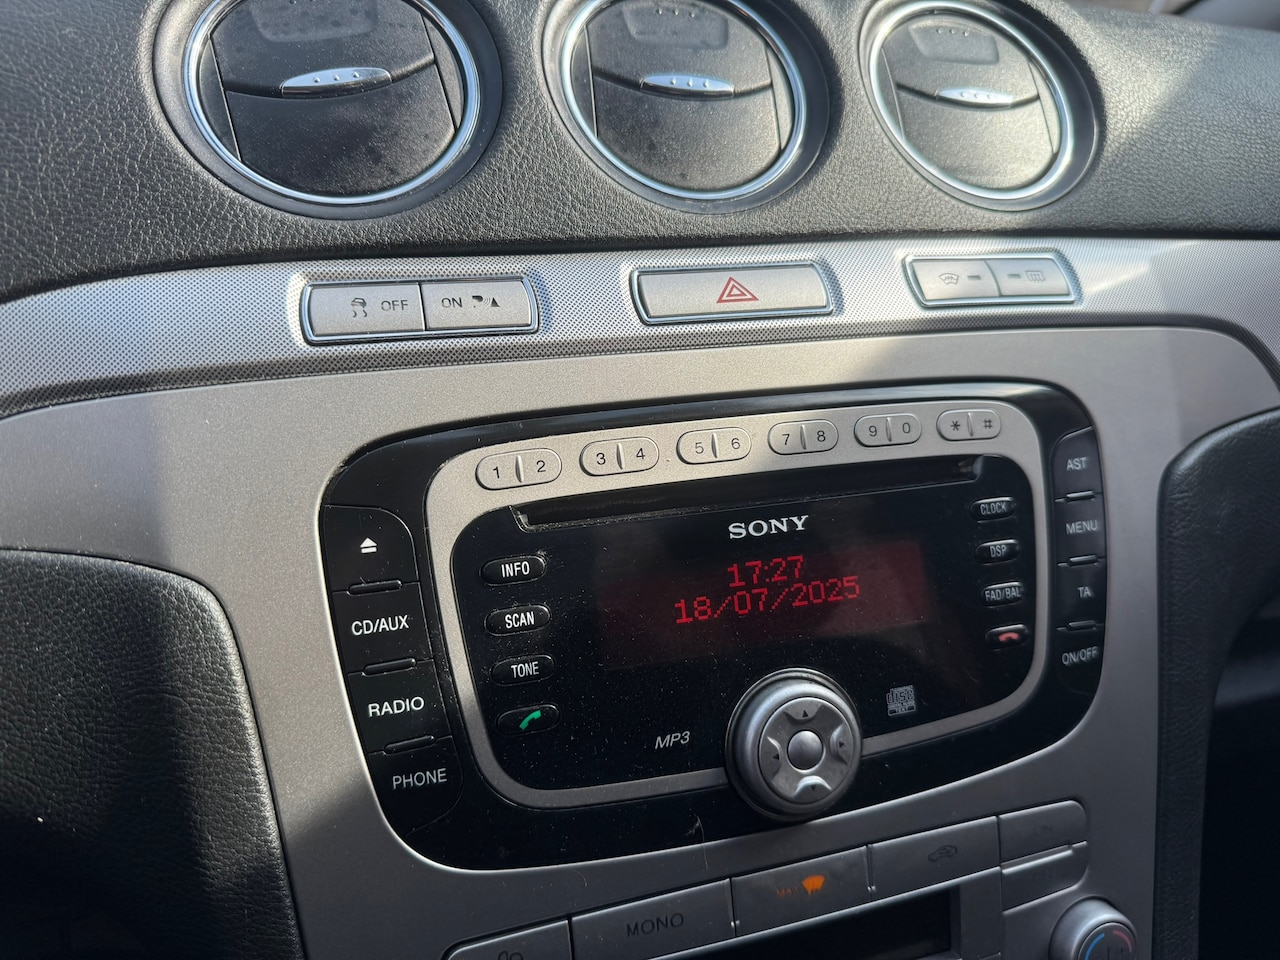 OFF ON
1 2 3 4 5 6 7 8 9 0 * #
SONY
17:27
18/07/2025
INFO
SCAN
TONE
CD/AUX
RADIO
PHONE
MP3
CLOCK
DSP
FAD/BAL
AST
MENU
TA
ON/OFF
MONO
MAX